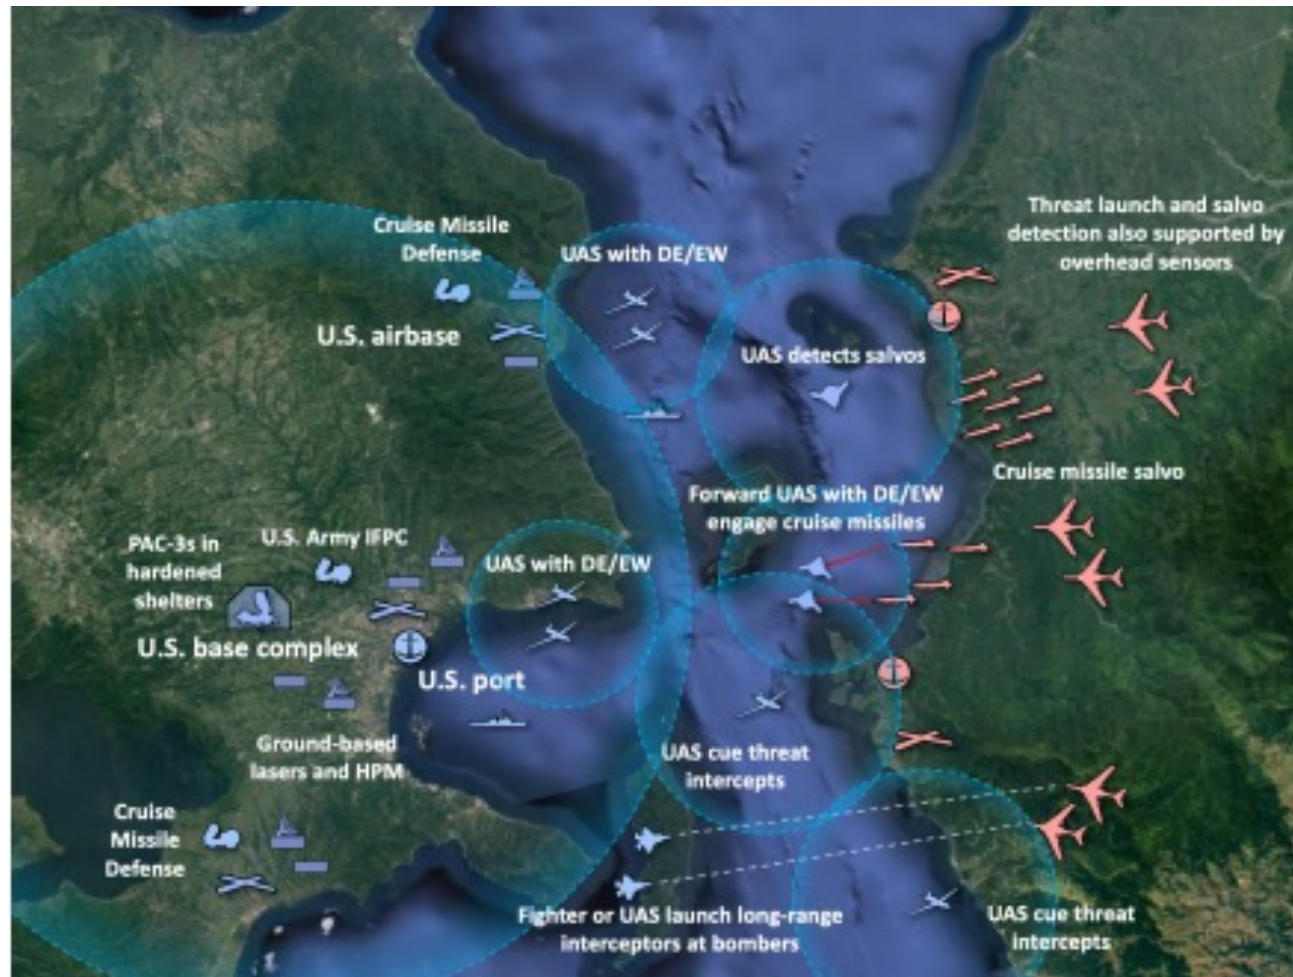 Threat launch and salvo
detection also supported by
overhead sensors
Cruise Missile
Defense
UAS with DE/EW
U.S. airbase
UAS detects salvos
Cruise missile salvo
Forward UAS with DE/EW
engage cruise missiles
U.S. Army IFPC
PAC-3s in
hardened
shelters
UAS with DE/EW
U.S. base complex
U.S. port
Ground-based
lasers and HPM
UAS cue threat
intercepts
Cruise
Missile
Defense
Fighter or UAS launch long-range
interceptors at bombers
UAS cue threat
intercepts